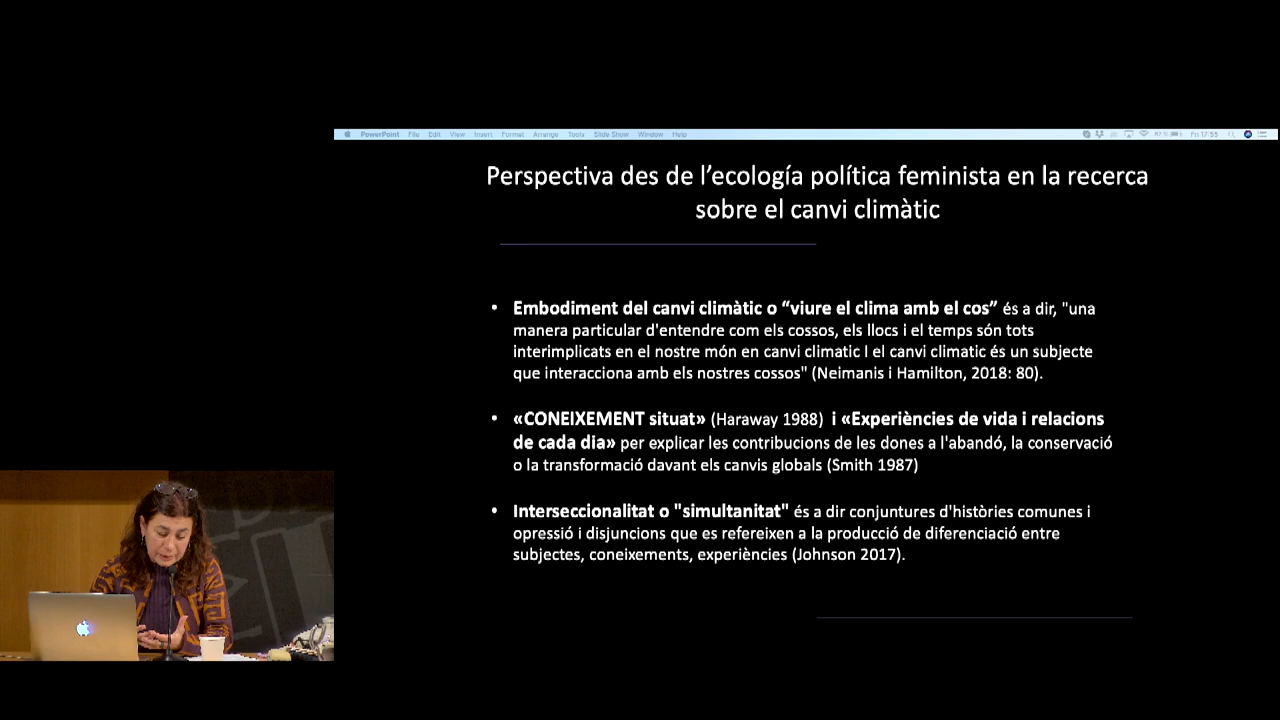 PowerPoint File Edit View Insert Format Arrange Tools Slide Show Window Help Fri 17:55
Perspectiva des de l’ecología política feminista en la recerca
sobre el canvi climàtic
• Embodiment del canvi climàtic o “viure el clima amb el cos” és a dir, "una
manera particular d'entendre com els cossos, els llocs i el temps són tots
interimplicats en el nostre món en canvi climatic I el canvi climatic és un subjecte
que interacciona amb els nostres cossos" (Neimanis i Hamilton, 2018: 80).
• «CONEIXEMENT situat» (Haraway 1988) i «Experiències de vida i relacions
de cada dia» per explicar les contribucions de les dones a l'abandó, la conservació
o la transformació davant els canvis globals (Smith 1987)
• Interseccionalitat o "simultanitat" és a dir conjuntures d'històries comunes i
opressió i disjuncions que es refereixen a la producció de diferenciació entre
subjectes, coneixements, experiències (Johnson 2017).